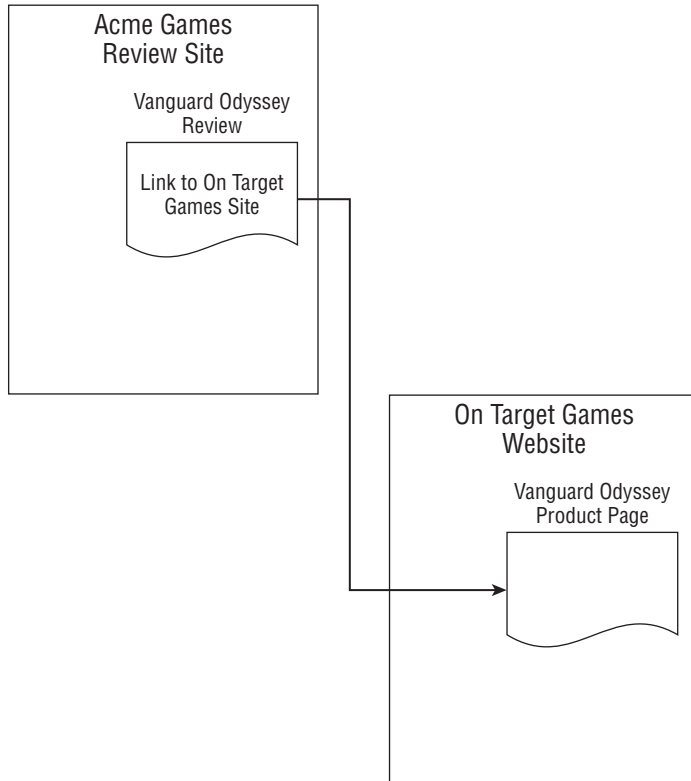 Acme Games
Review Site
Vanguard Odyssey
Review
Link to On Target
Games Site
On Target Games
Website
Vanguard Odyssey
Product Page